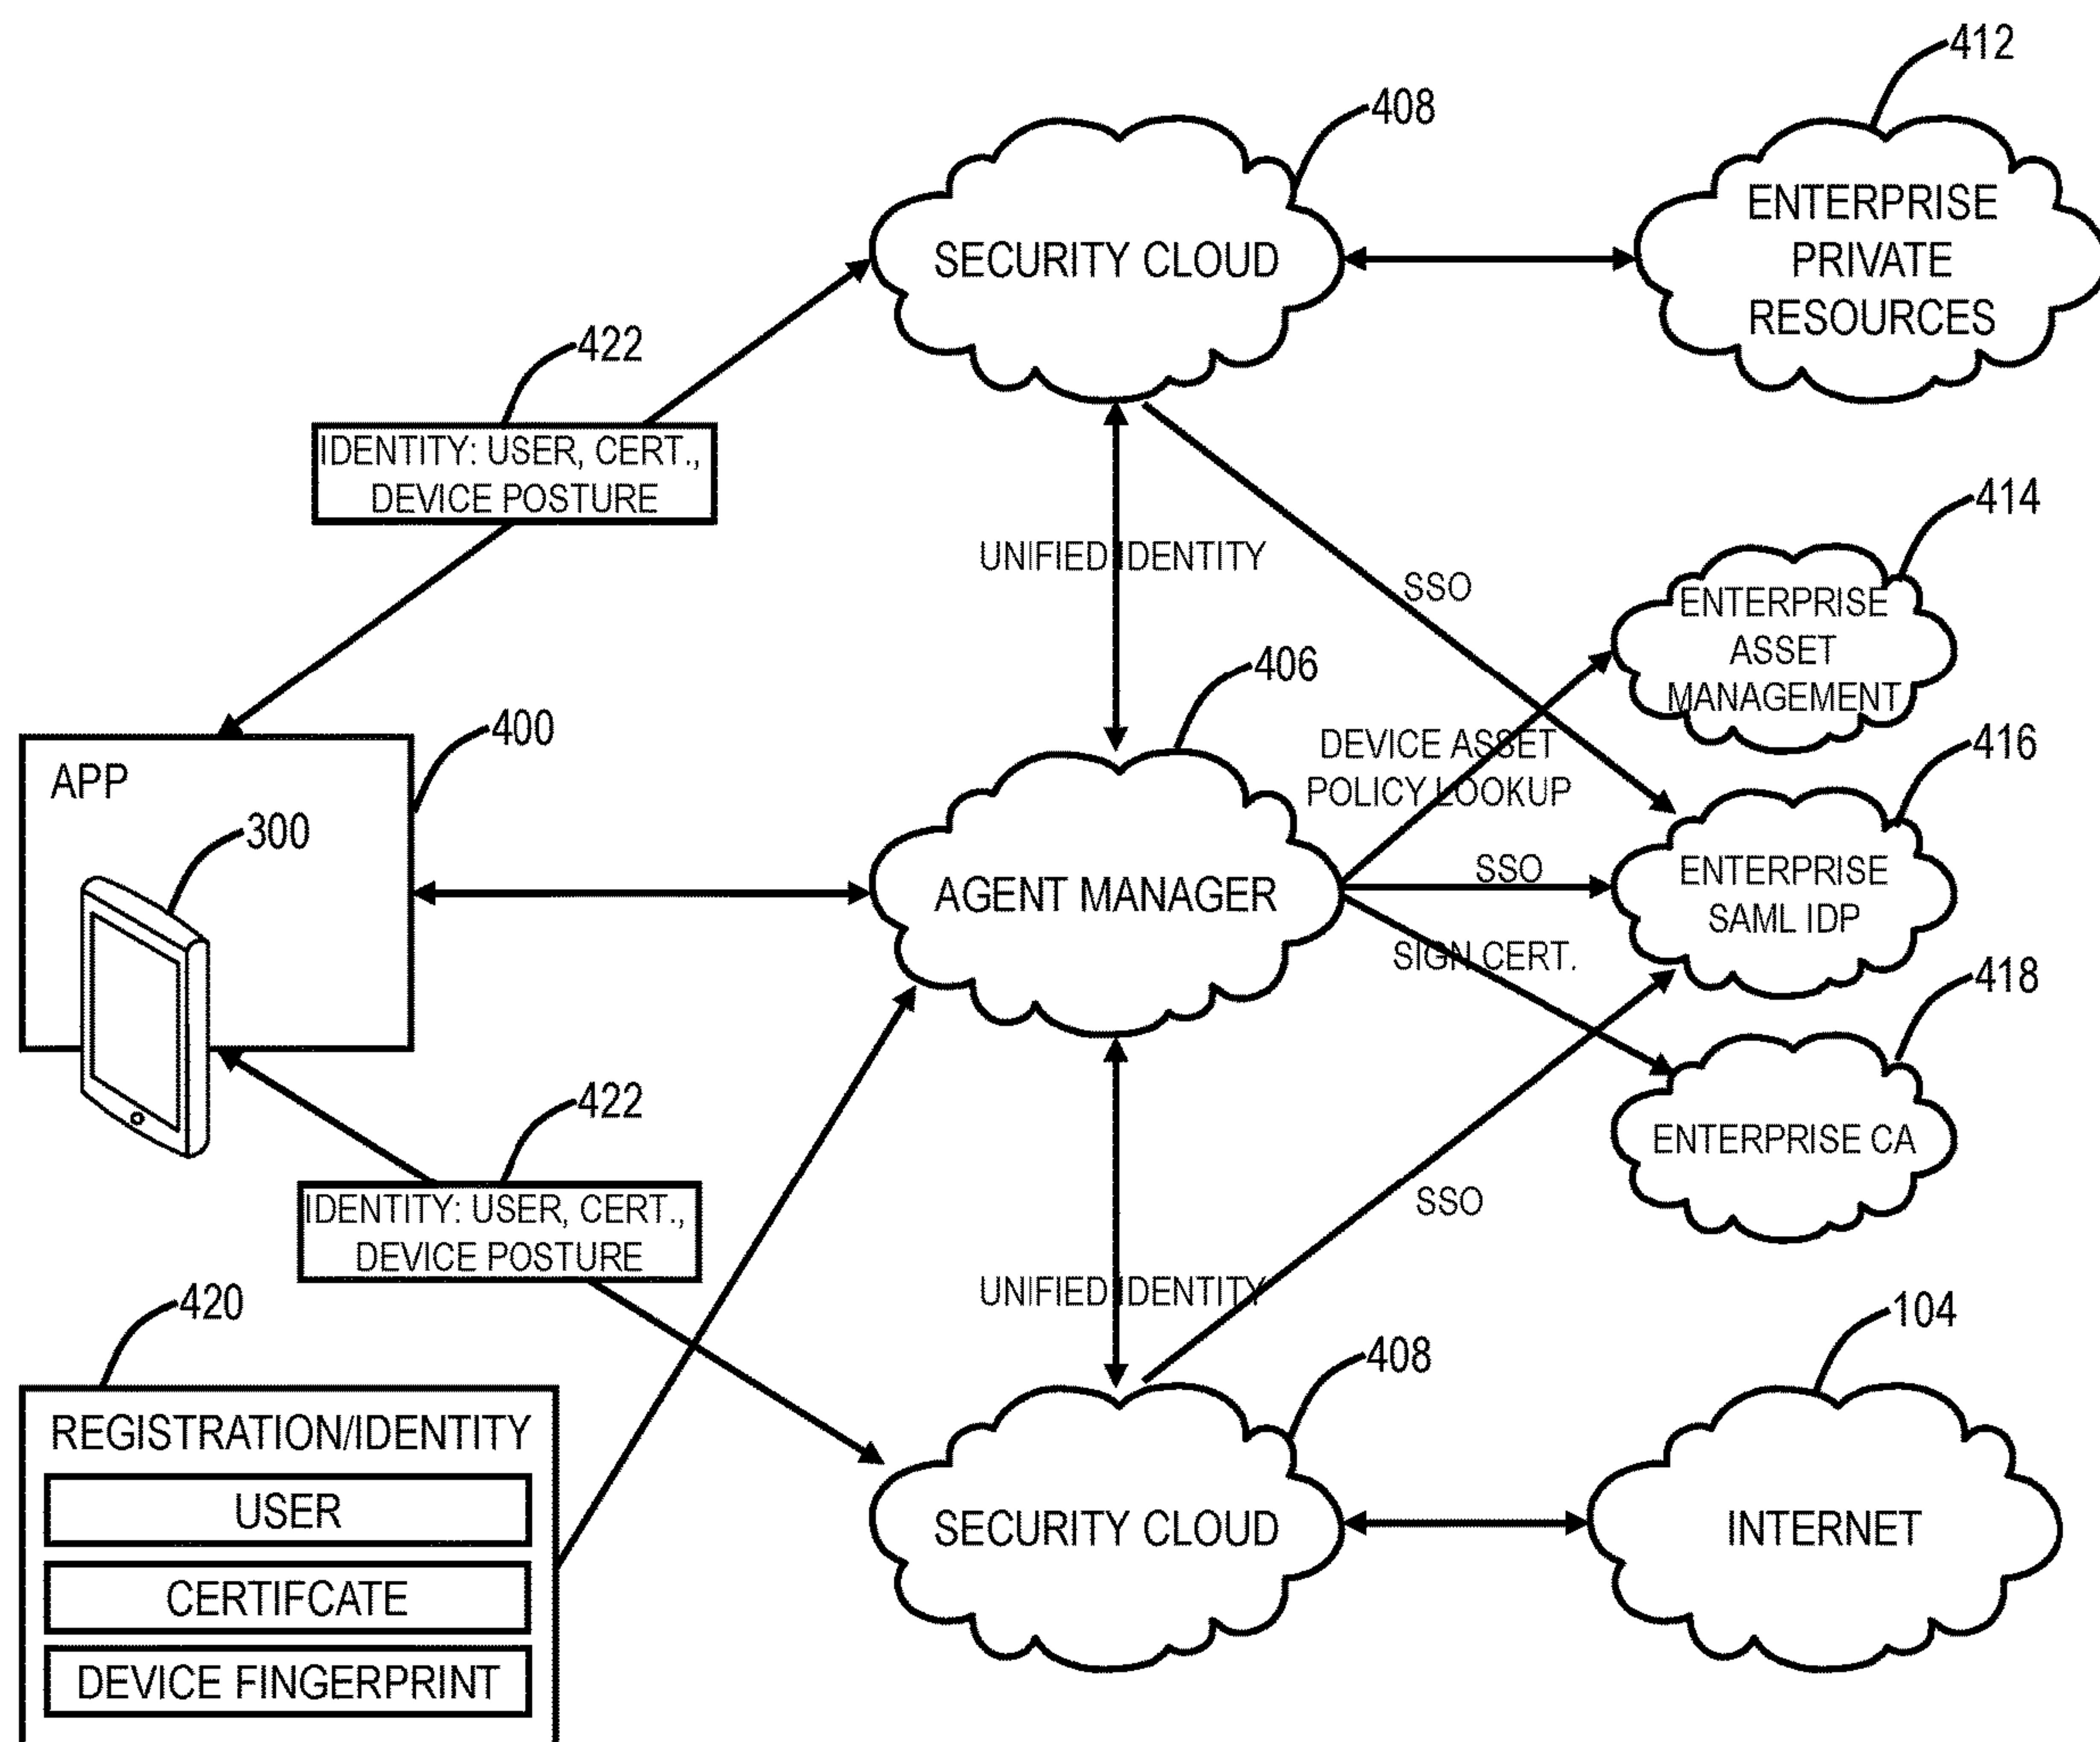 412
408
ENTERPRISE
PRIVATE
RESOURCES
SECURITY CLOUD
422
IDENTITY: USER, CERT.,
DEVICE POSTURE
414
UNIFIED IDENTITY
SSO
ENTERPRISE
ASSET
MANAGEMENT
406
400
DEVICE ASSET
POLICY LOOKUP
416
APP
300
AGENT MANAGER
SSO
ENTERPRISE
SAML IDP
SIGN CERT.
418
422
ENTERPRISE CA
IDENTITY: USER, CERT.,
DEVICE POSTURE
SSO
UNIFIED IDENTITY
420
104
408
REGISTRATION/IDENTITY
USER
CERTIFCATE
DEVICE FINGERPRINT
SECURITY CLOUD
INTERNET